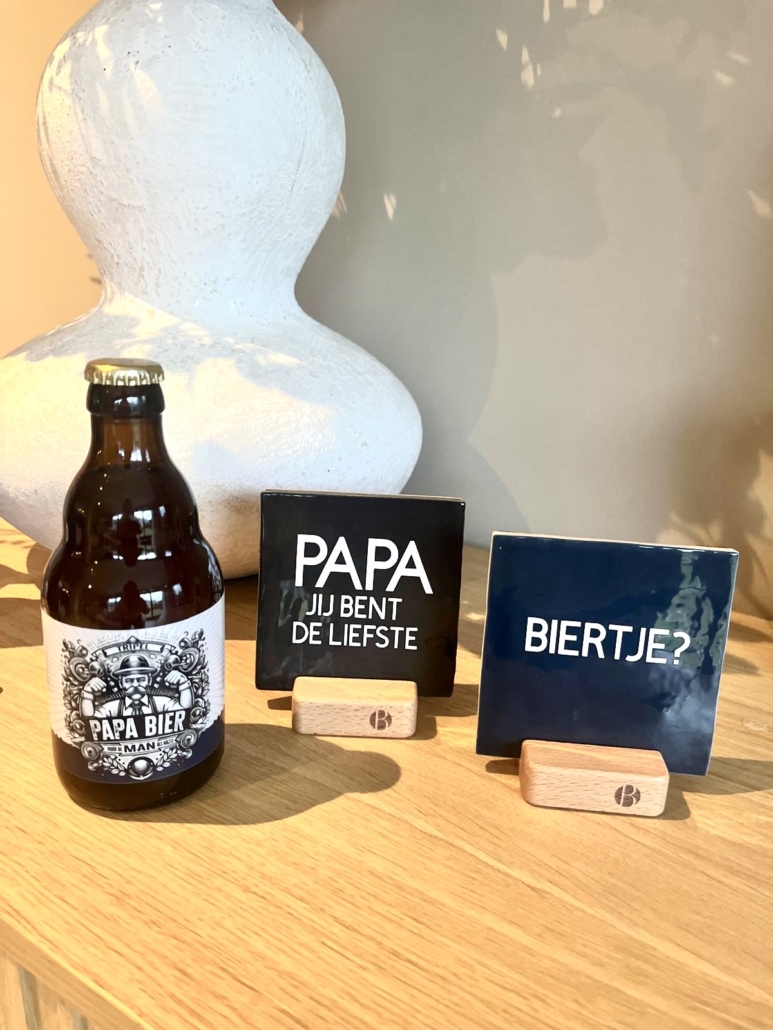 TRIPEL
PAPA BIER
MAN
PAPA
JIJ BENT
DE LIEFSTE
B
BIERTJE?
B